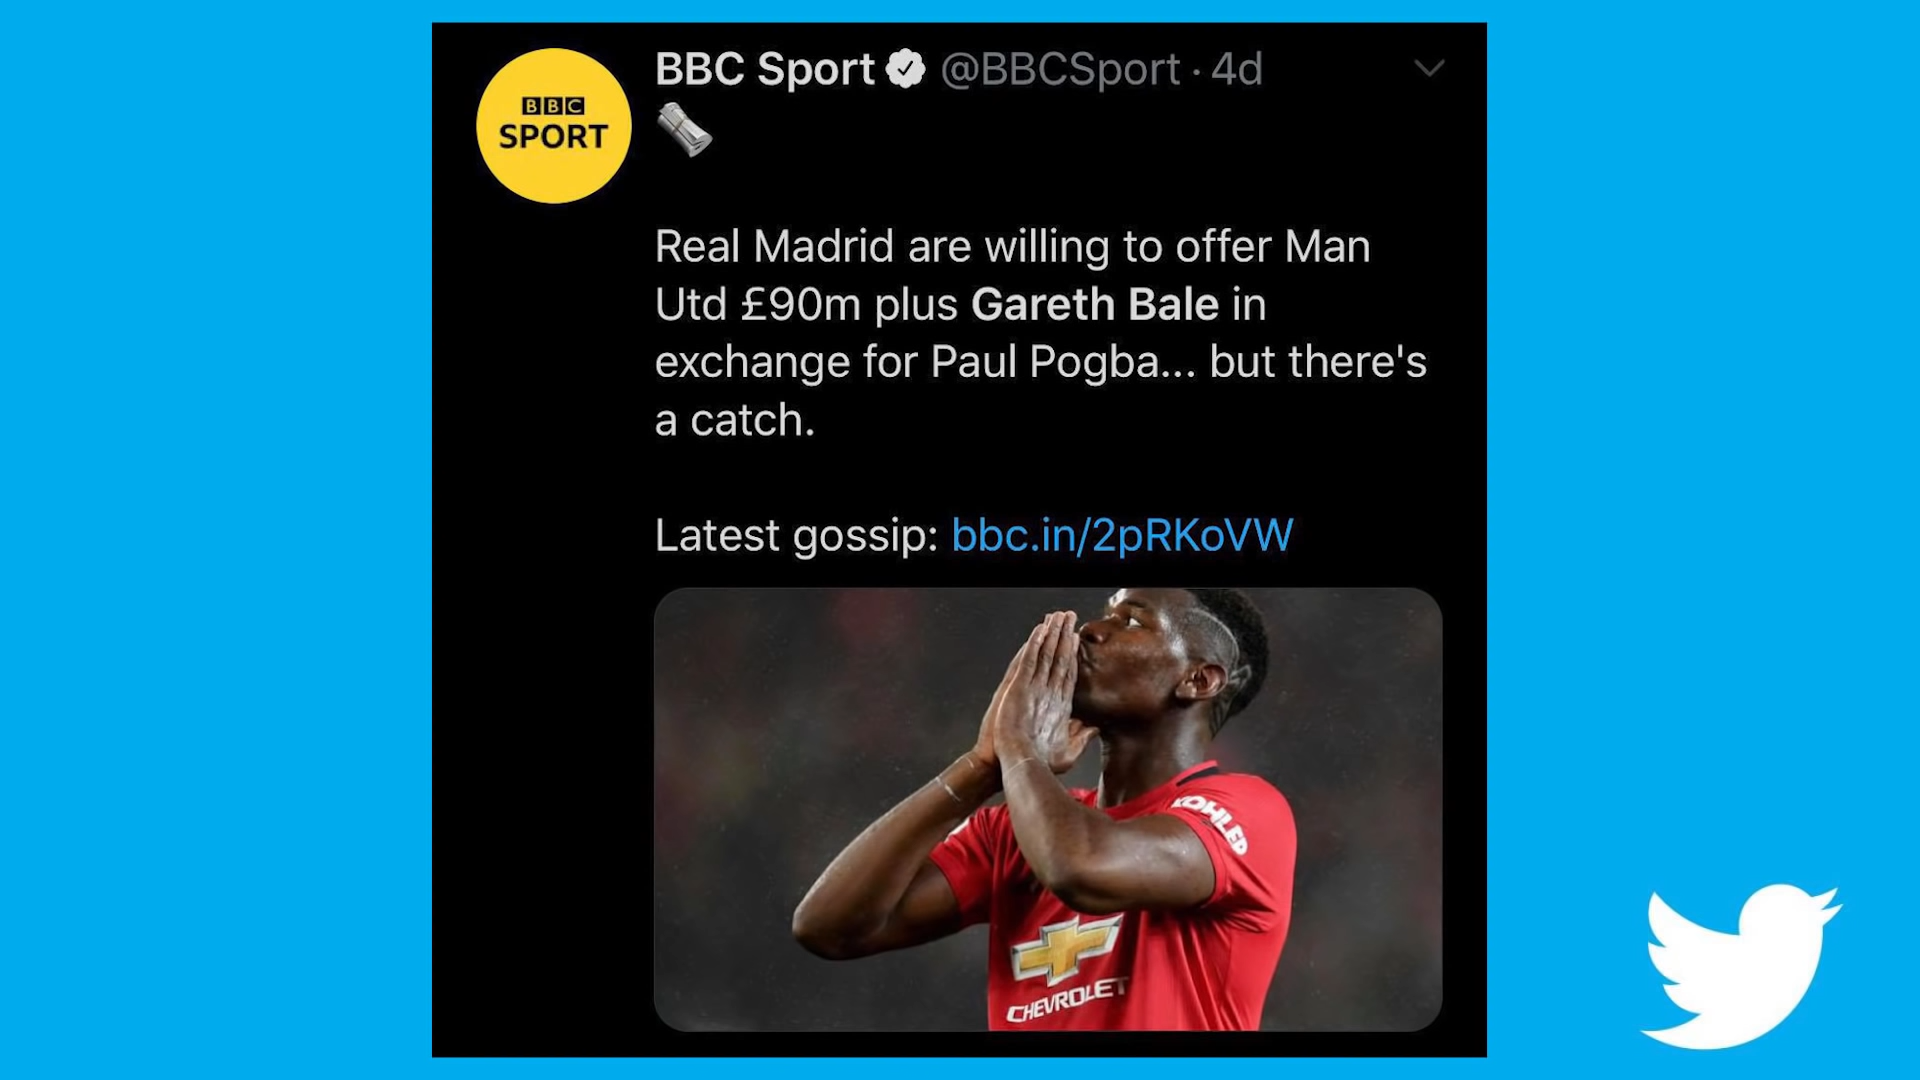 BBC
SPORT
BBC Sport @BBCSport · 4d
Real Madrid are willing to offer Man
Utd £90m plus Gareth Bale in
exchange for Paul Pogba... but there's
a catch.
Latest gossip: bbc.in/2pRKoVW
KOHLER
CHEVROLET